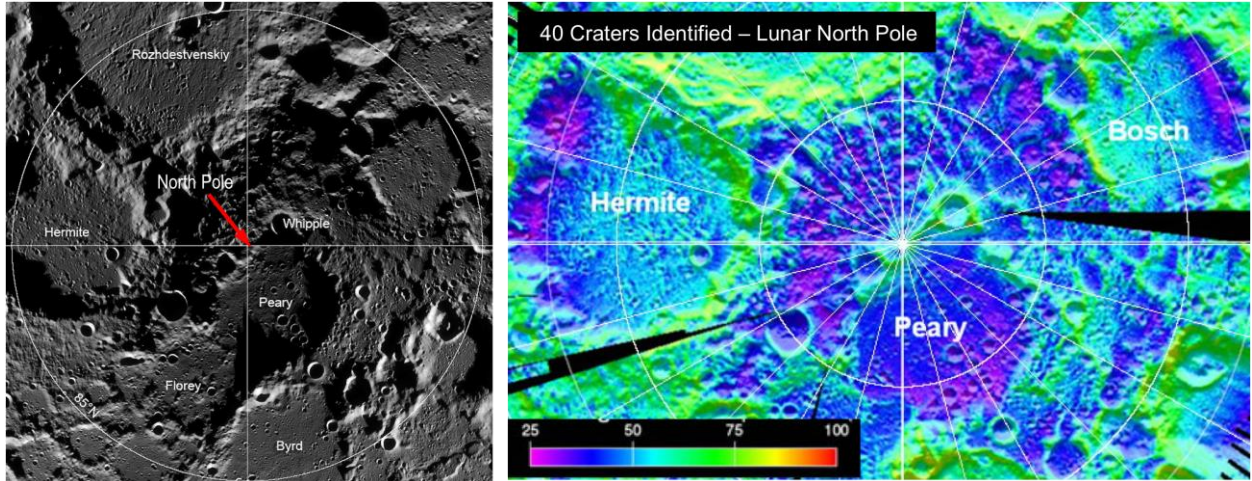 Rozhdestvenskiy
North Pole
Whipple
Hermite
Peary
Florey
85°N
Byrd
40 Craters Identified – Lunar North Pole
Bosch
Hermite
Peary
25 50 75 100